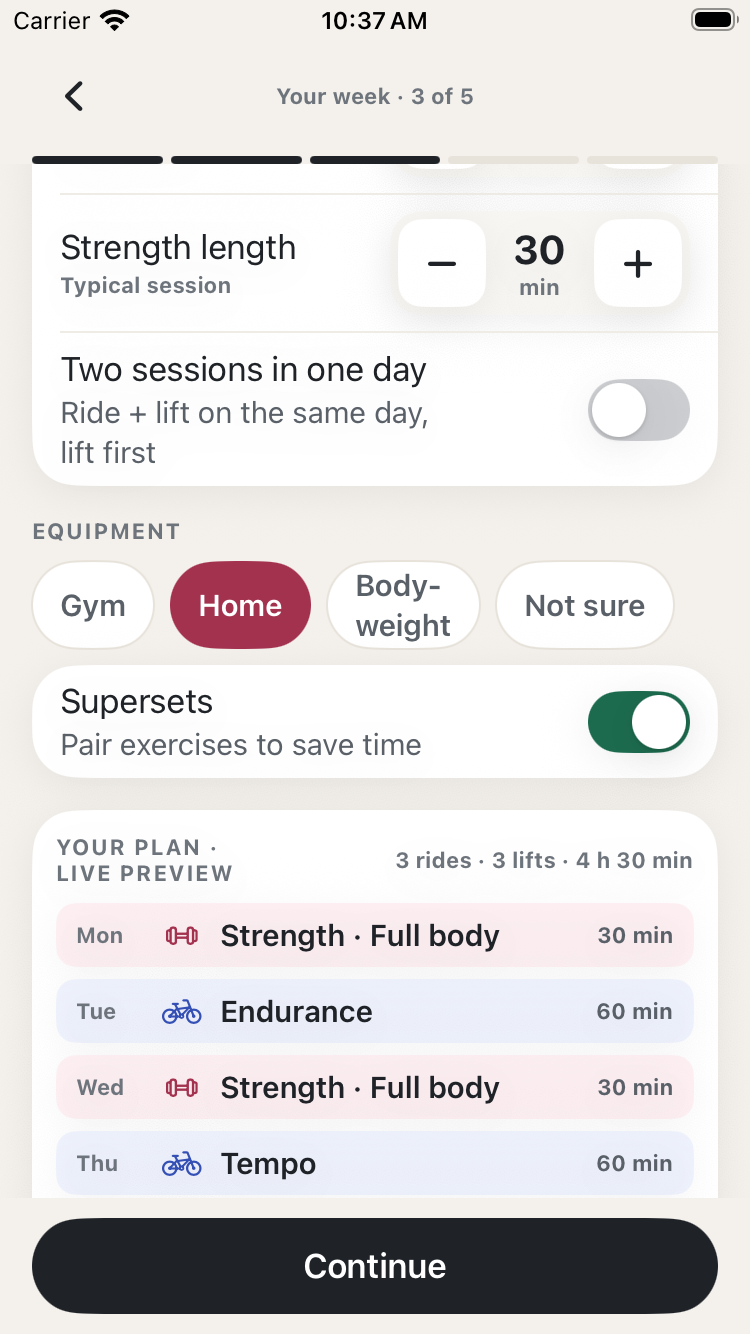 Carrier 10:37 AM
Your week · 3 of 5
Strength length
Typical session
− 30 +
min
Two sessions in one day
Ride + lift on the same day,
lift first
EQUIPMENT
Gym Home Body-
weight Not sure
Supersets
Pair exercises to save time
YOUR PLAN ·
LIVE PREVIEW
3 rides · 3 lifts · 4 h 30 min
Mon Strength · Full body 30 min
Tue Endurance 60 min
Wed Strength · Full body 30 min
Thu Tempo 60 min
Continue